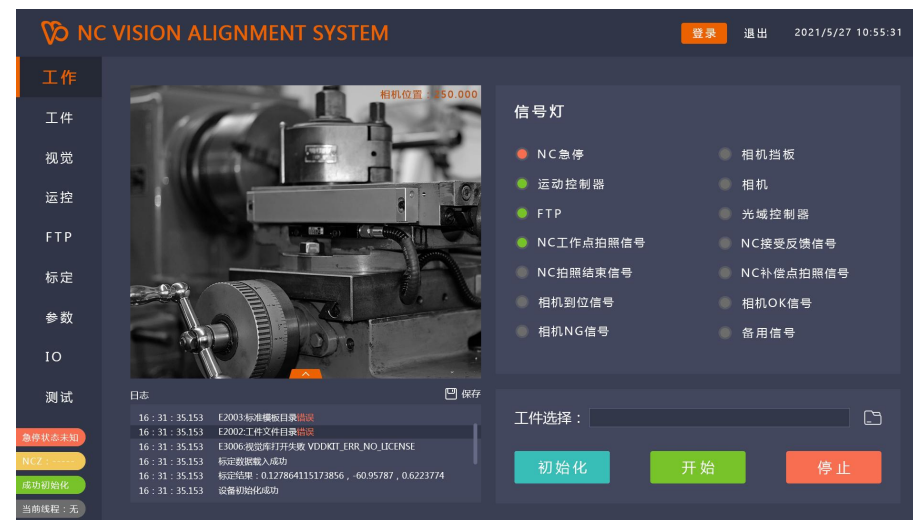 NC VISION ALIGNMENT SYSTEM
登录 退出 2021/5/27 10:55:31
工作
工件
视觉
运控
FTP
标定
参数
IO
测试
急停状态未知
NCZ : -----
成功初始化
当前线程 : 无
相机位置 : 250.000
日志 保存
16 : 31 : 35.153 E2003:标准模板目录错误
16 : 31 : 35.153 E2002:工件文件目录错误
16 : 31 : 35.153 E3006:视觉库打开失败 VDDKIT_ERR_NO_LICENSE
16 : 31 : 35.153 标定数据载入成功
16 : 31 : 35.153 标定结果 : 0.127864115173856 , -60.95787 , 0.6223774
16 : 31 : 35.153 设备初始化成功
信号灯
NC急停 相机挡板
运动控制器 相机
FTP 光域控制器
NC工作点拍照信号 NC接受反馈信号
NC拍照结束信号 NC补偿点拍照信号
相机到位信号 相机OK信号
相机NG信号 备用信号
工件选择 :
初始化 开始 停止